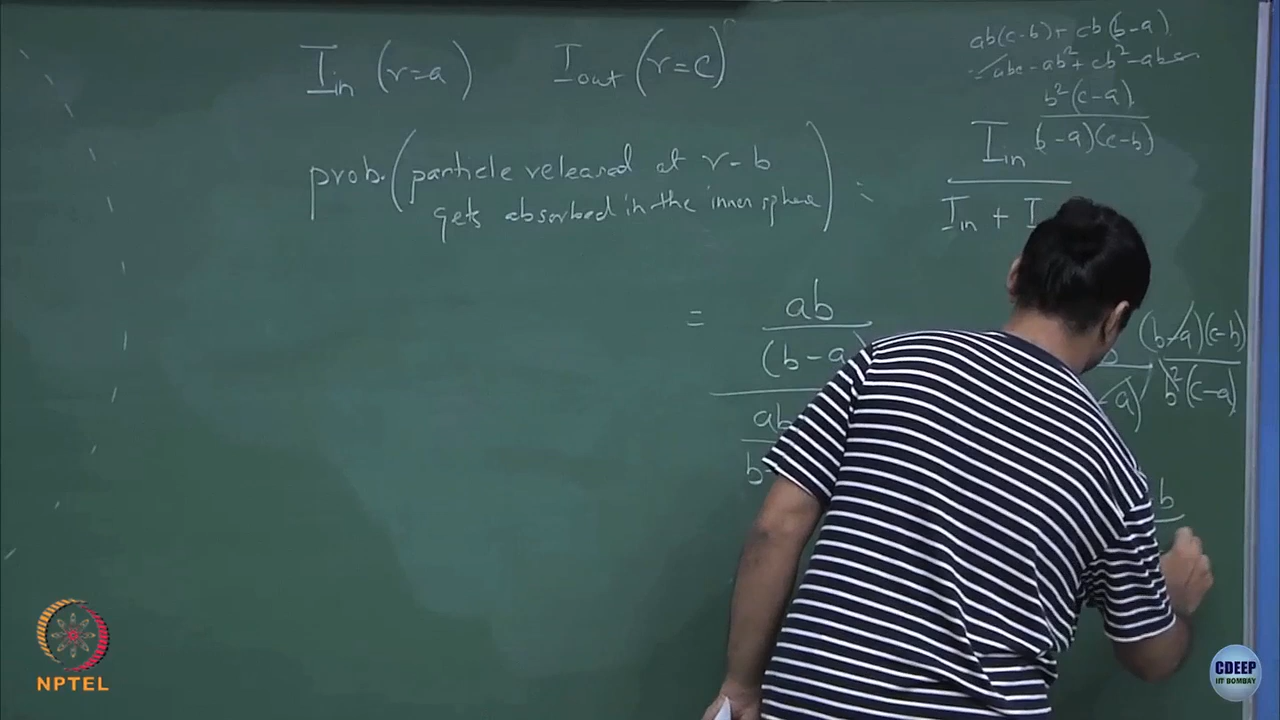 I_in (r=a) I_out (r=c)
ab(c-b) + cb(b-a)
= abc - ab² + cb² - abc
b²(c-a)
(b-a)(c-b)
prob. (particle released at r-b
gets absorbed in the inner sphere) =
I_in
I_in + I
= ab
(b-a)
ab
b-
(b-a)(c-b)
b²(c-a)
-a)
b
NPTEL
CDEEP
IIT BOMBAY